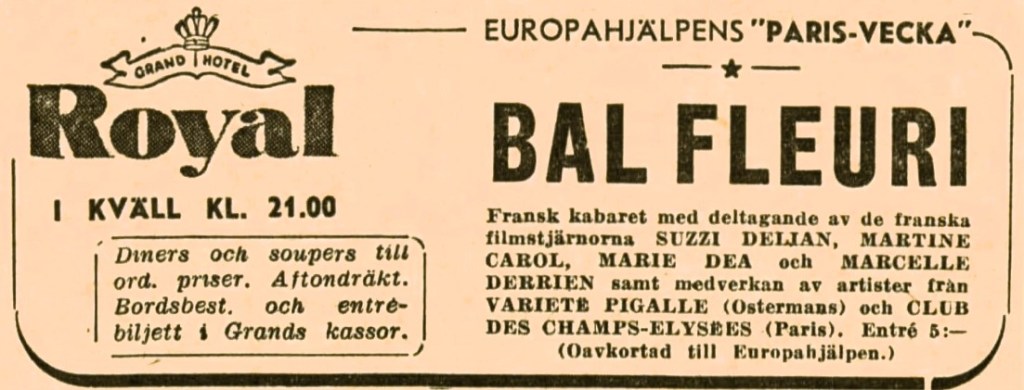 GRAND HOTEL
Royal
I KVÄLL KL. 21.00
Diners och soupers till
ord. priser. Aftondräkt.
Bordsbest. och entré-
biljett i Grands kassor.
EUROPAHJÄLPENS "PARIS-VECKA"
BAL FLEURI
Fransk kabaret med deltagande av de franska
filmstjärnorna SUZZI DELJAN, MARTINE
CAROL, MARIE DEA och MARCELLE
DERRIEN samt medverkan av artister från
VARIETÉ PIGALLE (Ostermans) och CLUB
DES CHAMPS-ELYSÉES (Paris). Entré 5:—
(Oavkortad till Europahjälpen.)